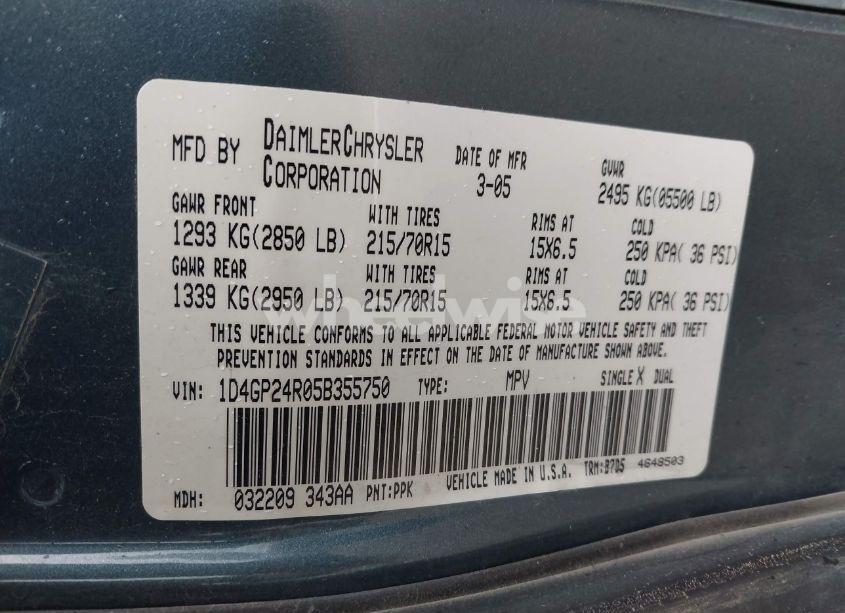 MFD BY DAIMLERCHRYSLER CORPORATION DATE OF MFR 3-05 GVWR 2495 KG(05500 LB)
GAWR FRONT WITH TIRES RIMS AT COLD
1293 KG(2850 LB) 215/70R15 15X6.5 250 KPA( 36 PSI)
GAWR REAR WITH TIRES RIMS AT COLD
1339 KG(2950 LB) 215/70R15 15X6.5 250 KPA( 36 PSI)
THIS VEHICLE CONFORMS TO ALL APPLICABLE FEDERAL MOTOR VEHICLE SAFETY AND THEFT
PREVENTION STANDARDS IN EFFECT ON THE DATE OF MANUFACTURE SHOWN ABOVE.
VIN: 1D4GP24R05B355750 TYPE: MPV SINGLE X DUAL
MDH: 032209 343AA PNT:PPK VEHICLE MADE IN U.S.A. TRM:B7D5 4648503
wheelwise